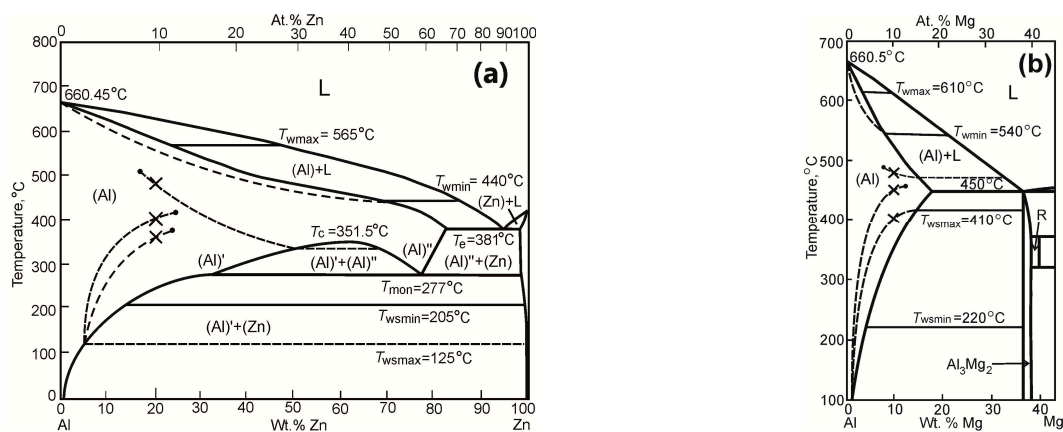 At.% Zn
0 10 20 30 40 50 60 70 80 90 100
800
700
600
500
400
300
200
100
0
Temperature, °C
(a)
L
660.45°C
T_wmax = 565°C
(Al)+L
T_wmin = 440°C
(Zn)+L
(Al)
T_c = 351.5°C
(Al)"
T_e = 381°C
(Al)'
(Al)'+(Al)"
(Al)"+(Zn)
T_mon = 277°C
T_wsmin = 205°C
(Al)'+(Zn)
T_wsmax = 125°C
0 10 20 30 40 50 60 70 80 90 100
Al Wt.% Zn Zn
At. % Mg
0 10 20 30 40
700
600
500
400
300
200
100
Temperature, °C
(b)
660.5°C
T_wmax = 610°C
L
T_wmin = 540°C
(Al)+L
(Al)
450°C
T_wsmax = 410°C
R
T_wsmin = 220°C
Al3Mg2
0 10 20 30 40
Al Wt. % Mg Mg